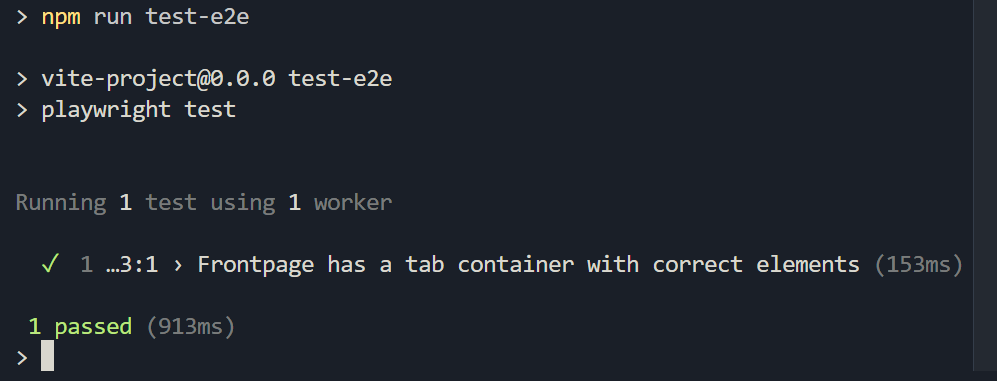 > npm run test-e2e
> vite-project@0.0.0 test-e2e
> playwright test
Running 1 test using 1 worker
✓ 1 …3:1 › Frontpage has a tab container with correct elements (153ms)
1 passed (913ms)
>